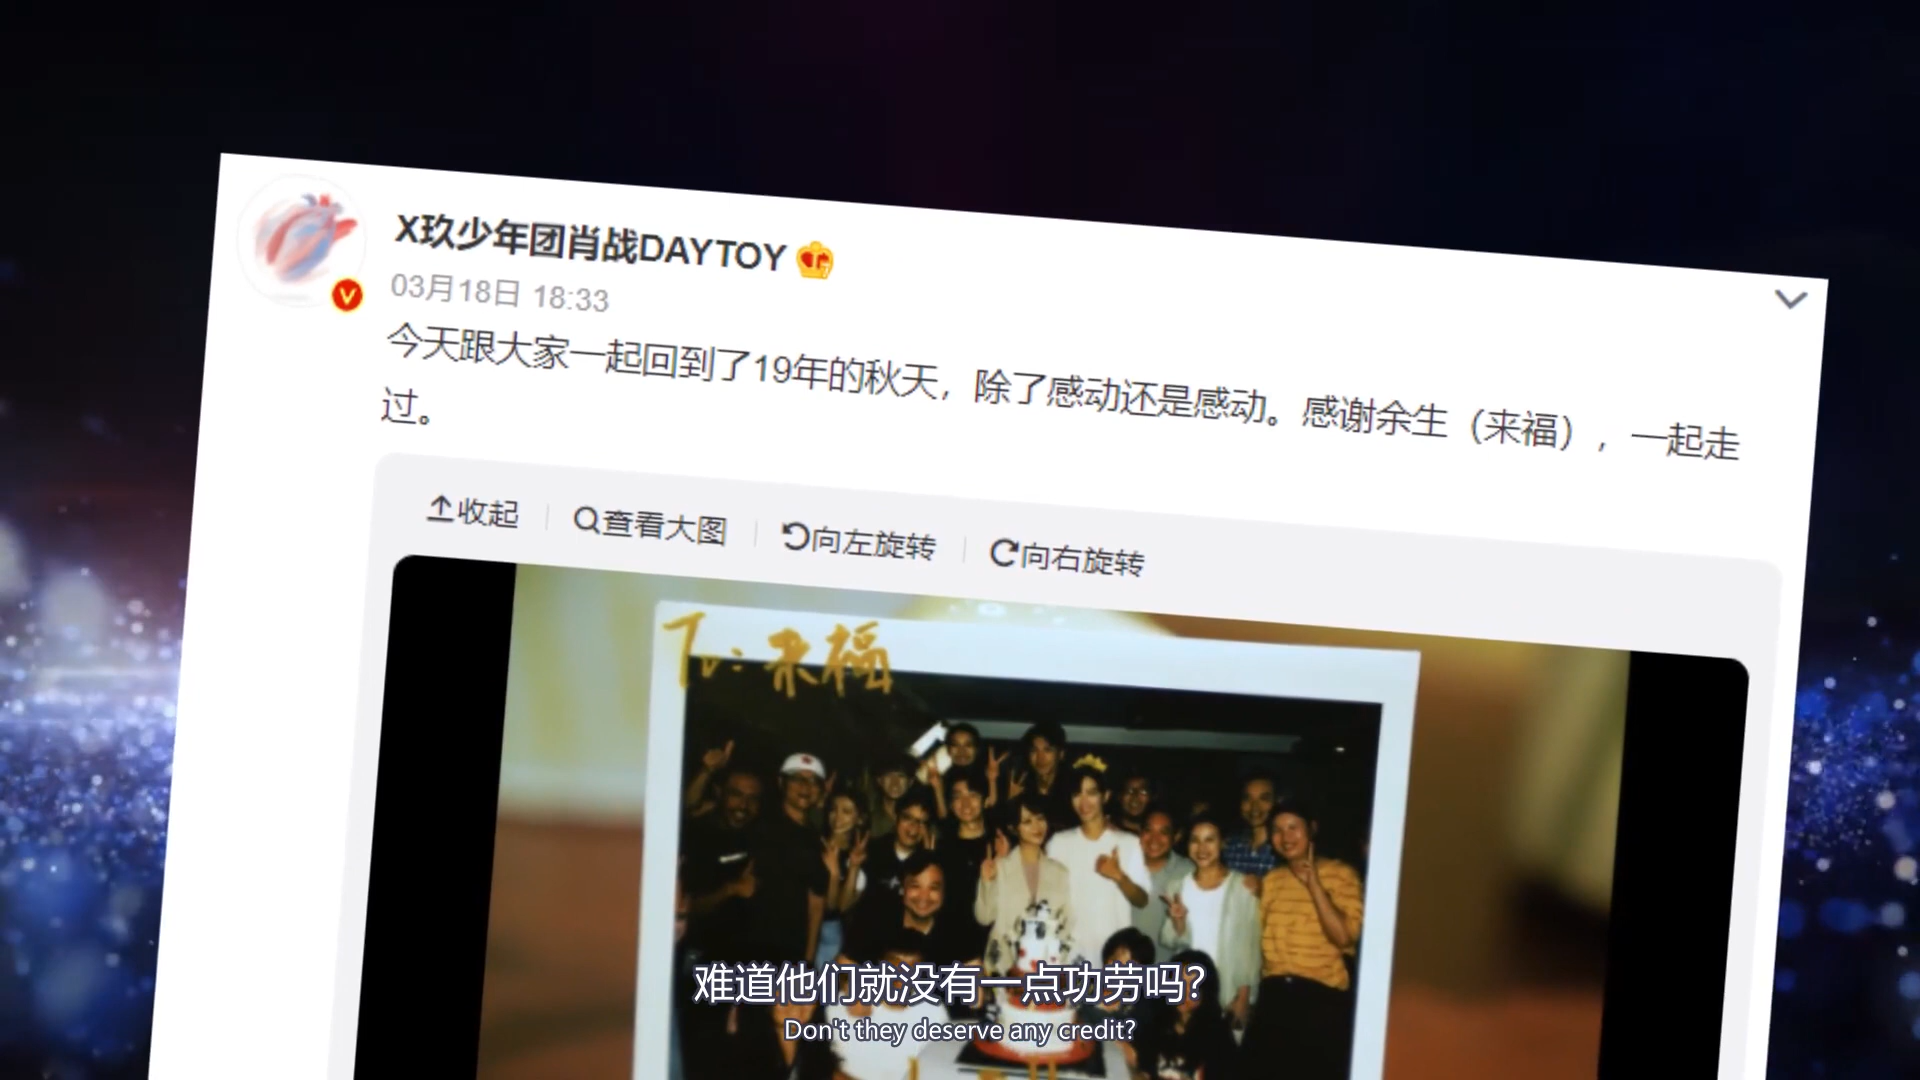 X玖少年团肖战DAYTOY
03月18日 18:33
今天跟大家一起回到了19年的秋天，除了感动还是感动。感谢余生（来福），一起走
过。
收起
查看大图
向左旋转
向右旋转
To: 来福
难道他们就没有一点功劳吗？
Don't they deserve any credit?